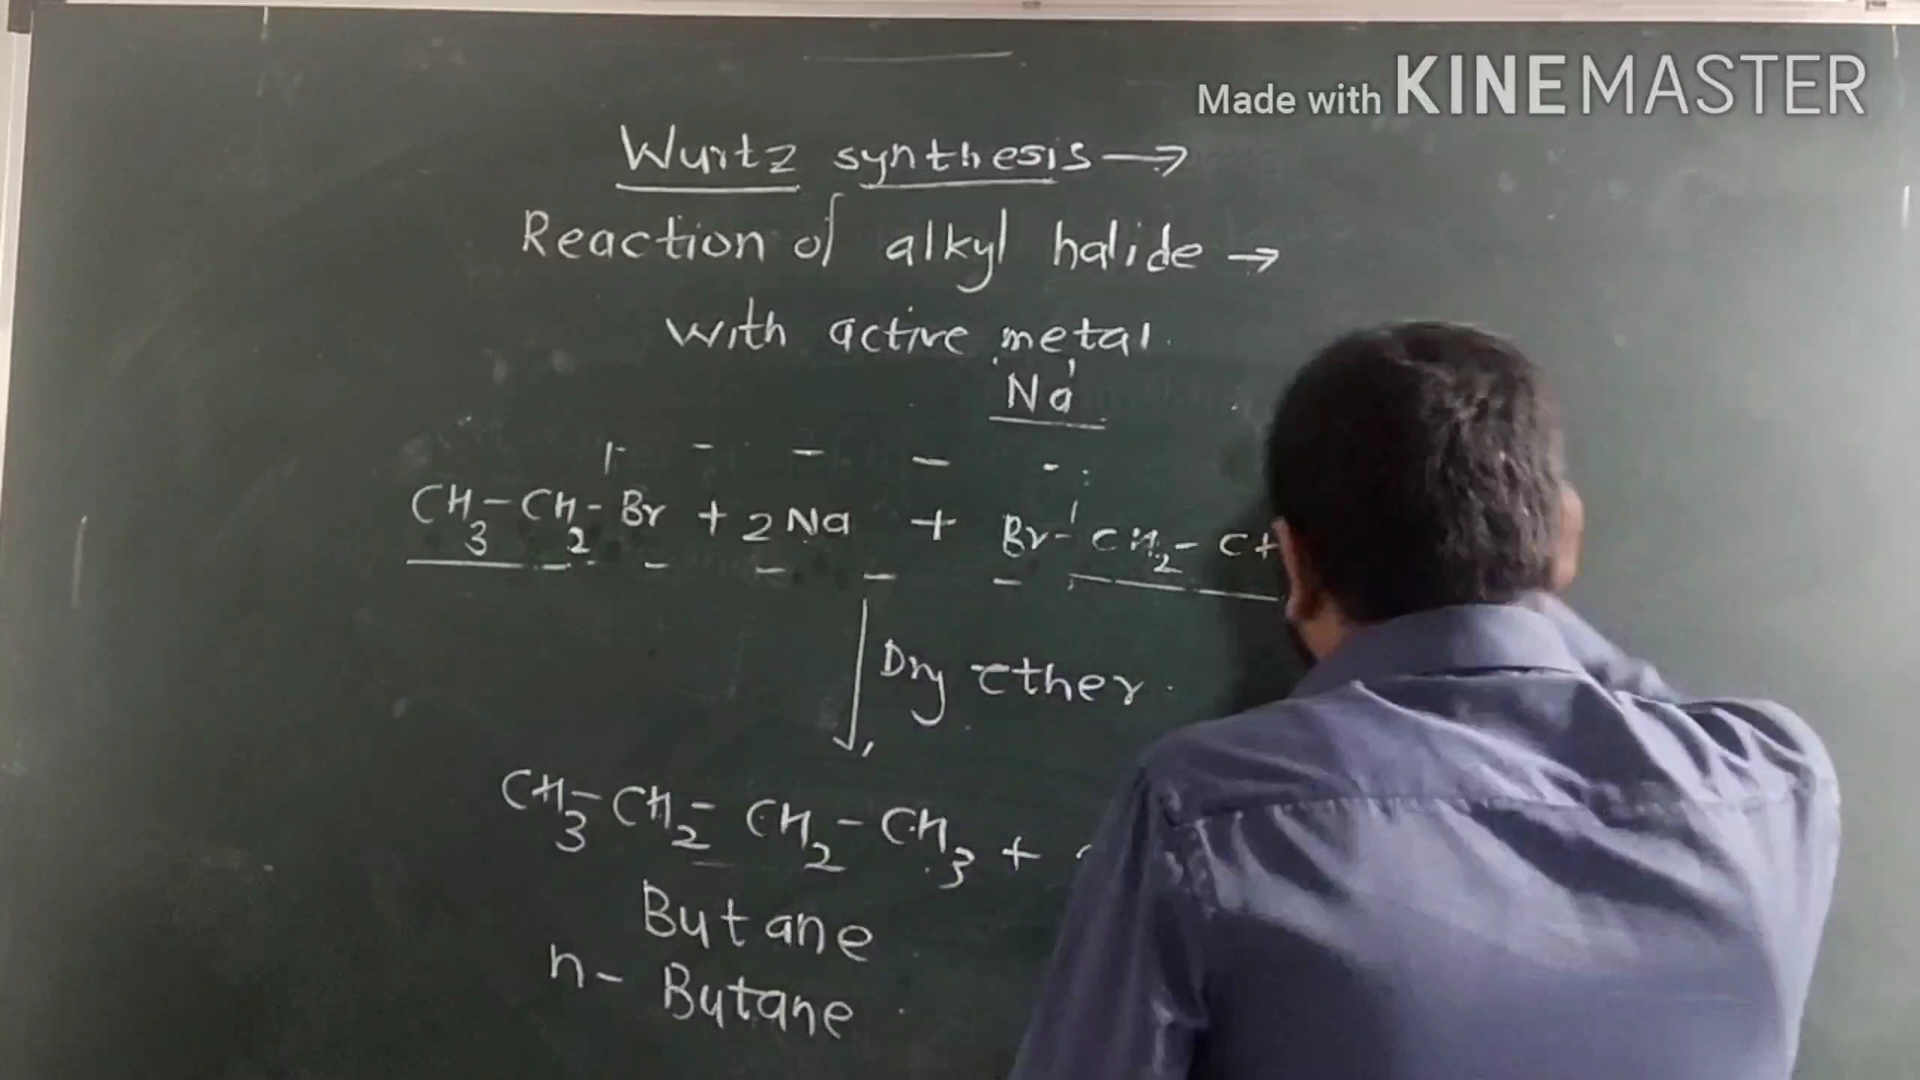 Made with KINEMASTER
Wurtz synthesis →
Reaction of alkyl halide →
with active metal.
Na
CH3-CH2-Br + 2Na + Br-CH2-
Dry ether
CH3-CH2-CH2-CH3 +
Butane
n-Butane